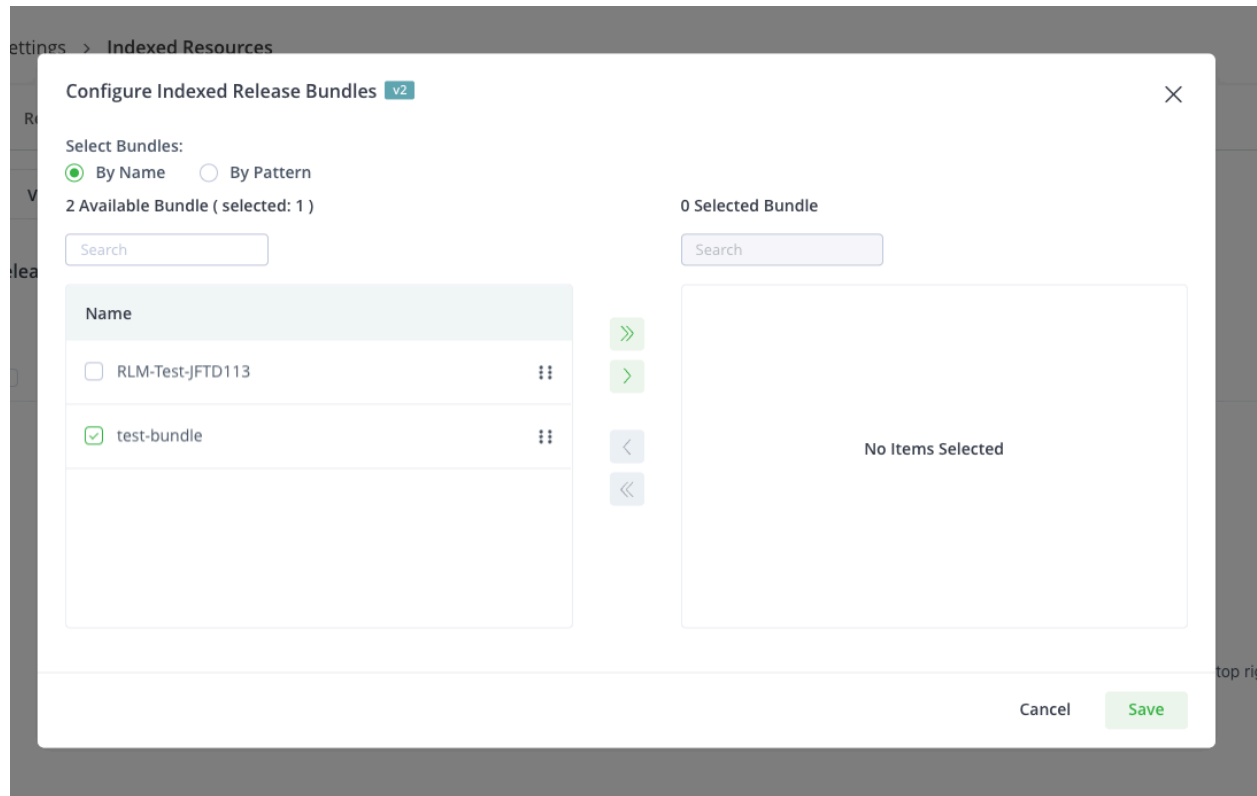 ettings > Indexed Resources
Configure Indexed Release Bundles v2
Select Bundles:
By Name By Pattern
2 Available Bundle ( selected: 1 ) 0 Selected Bundle
Search Search
Name
RLM-Test-JFTD113
test-bundle
No Items Selected
top
Cancel Save